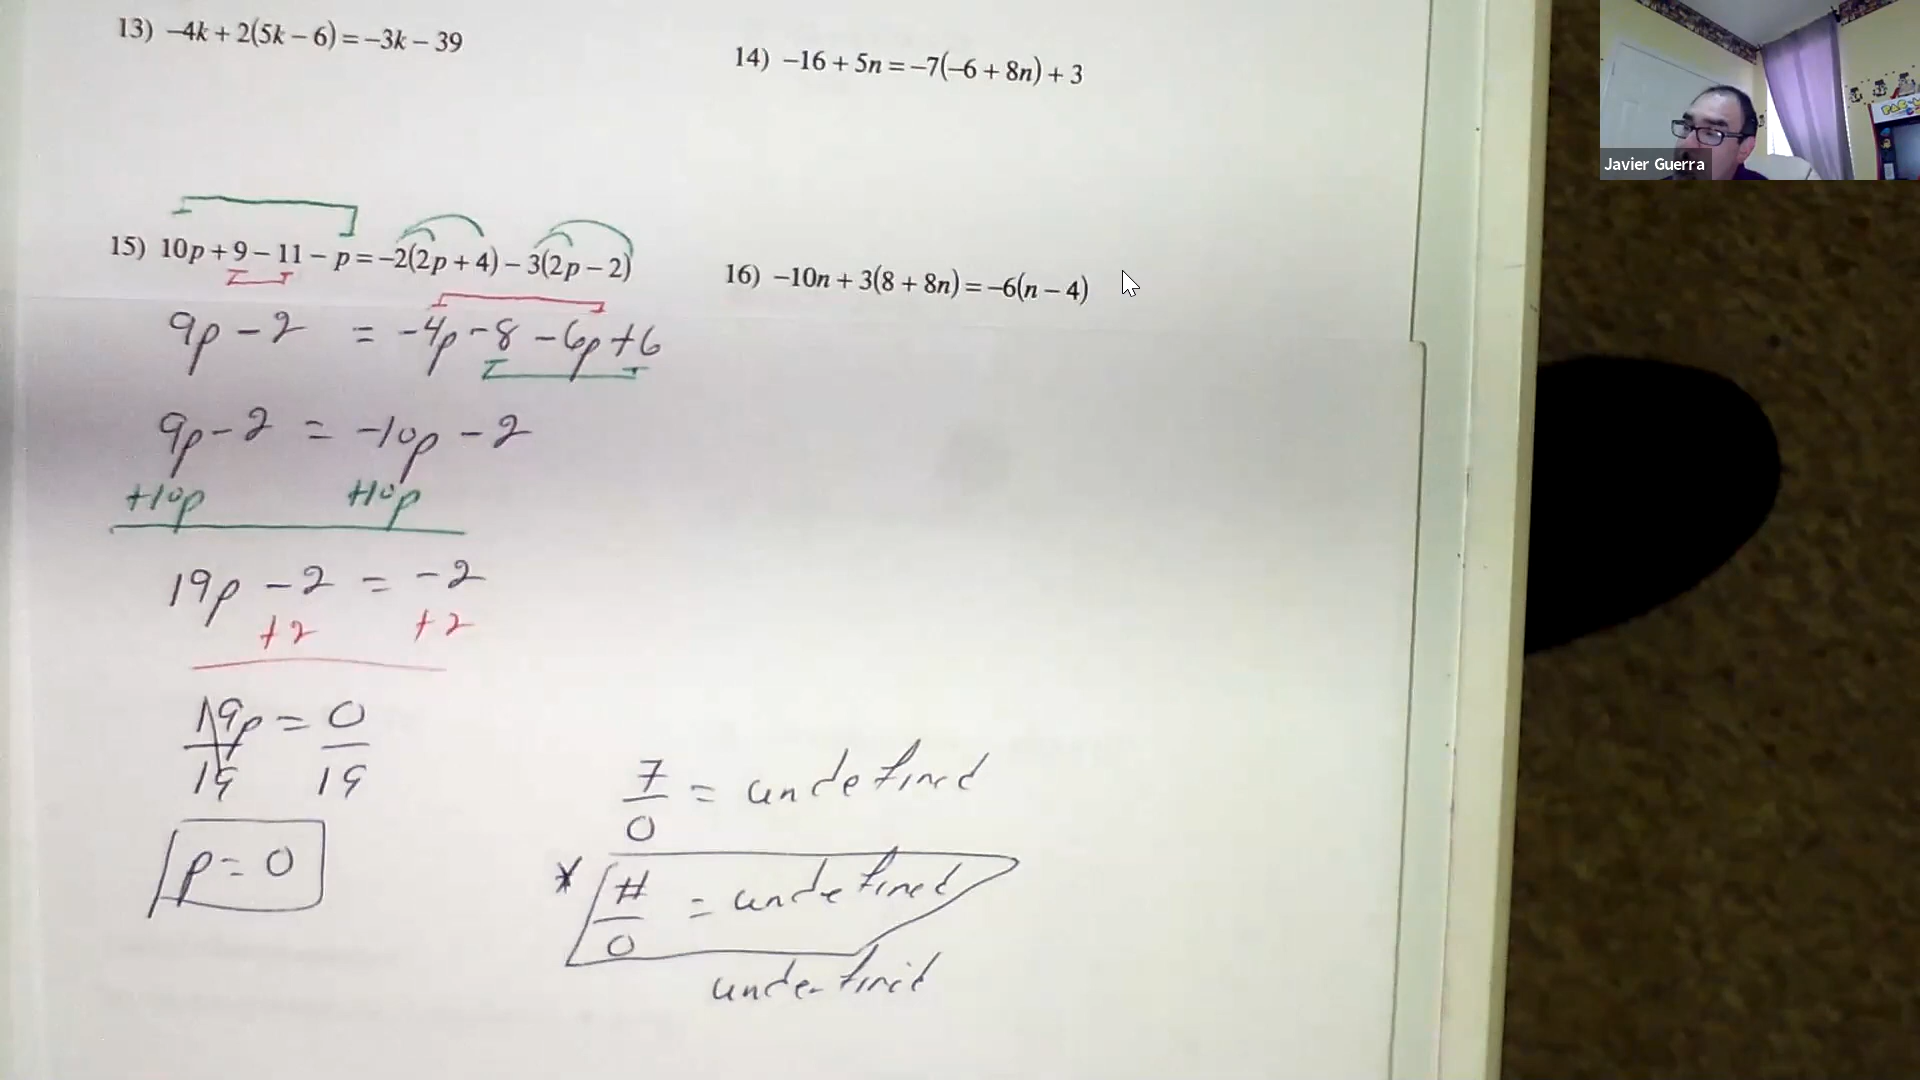 13) −4k + 2(5k − 6) = −3k − 39
14) −16 + 5n = −7(−6 + 8n) + 3
Javier Guerra
15) 10p + 9 − 11 − p = −2(2p + 4) − 3(2p − 2)
16) −10n + 3(8 + 8n) = −6(n − 4)
9p − 2 = −4p − 8 − 6p + 6
9p − 2 = −10p − 2
+10p +10p
19p − 2 = −2
+2 +2
19p = 0
19 19
p = 0
7/0 = undefined
* #/0 = undefined